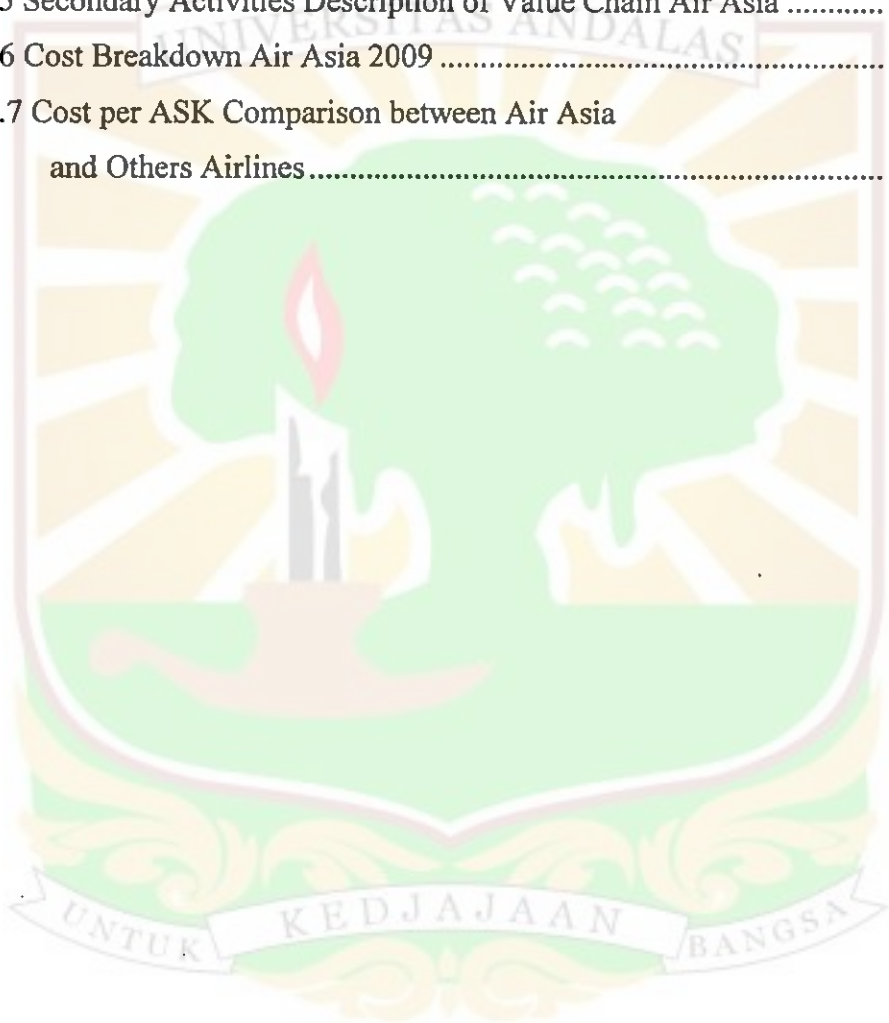 5 Secondary Activities Description of Value Chain Air Asia ............
UNIVERSITAS ANDALAS
6 Cost Breakdown Air Asia 2009 ................................................................
.7 Cost per ASK Comparison between Air Asia
and Others Airlines ................................................................................
UNTUK KEDJAJAAN BANGSA